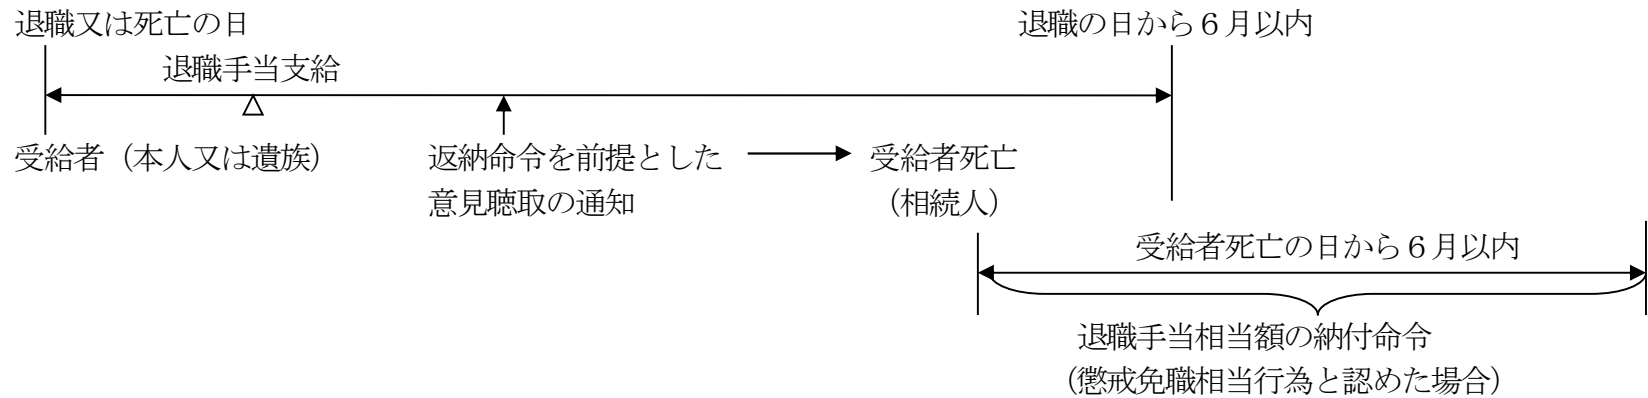 退職又は死亡の日
退職の日から６月以内
退職手当支給
受給者（本人又は遺族）
返納命令を前提とした
意見聴取の通知
受給者死亡
（相続人）
受給者死亡の日から６月以内
退職手当相当額の納付命令
（懲戒免職相当行為と認めた場合）